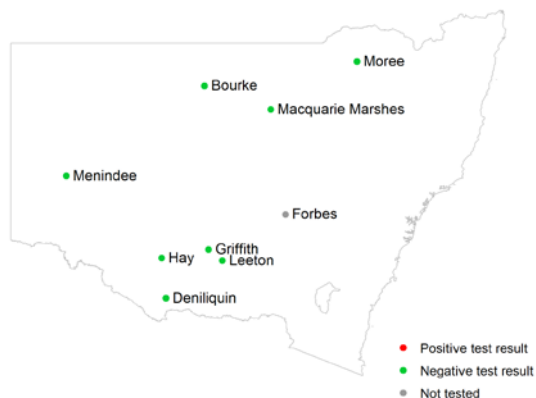 Moree
Bourke
Macquarie Marshes
Menindee
Forbes
Griffith
Hay
Leeton
Deniliquin
Positive test result
Negative test result
Not tested